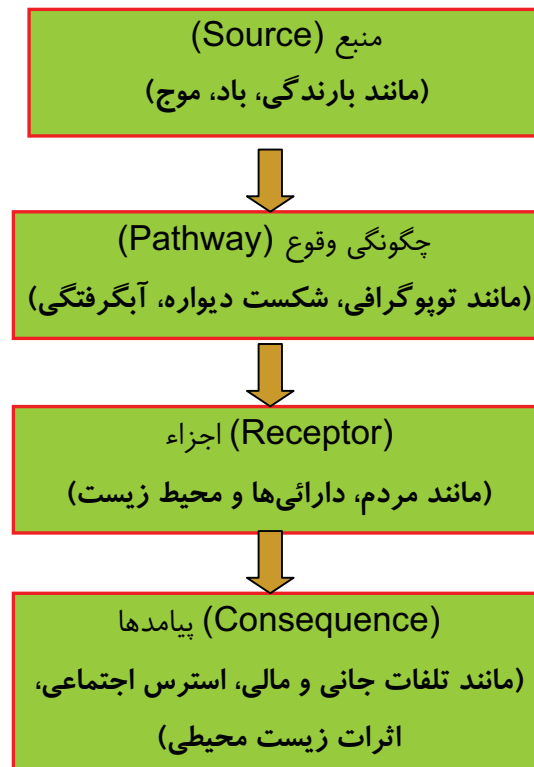 منبع (Source)
(مانند بارندگی، باد، موج)
چگونگی وقوع (Pathway)
(مانند توپوگرافی، شکست دیواره، آبگرفتگی)
اجزاء (Receptor)
(مانند مردم، دارائی‌ها و محیط زیست)
پیامدها (Consequence)
(مانند تلفات جانی و مالی، استرس اجتماعی،
اثرات زیست محیطی)